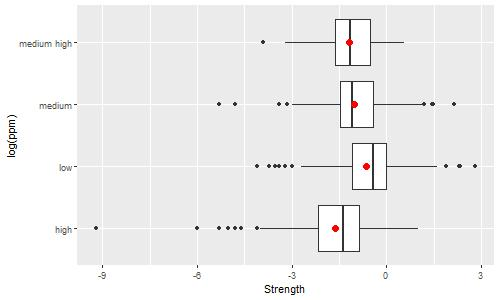 log(ppm)
medium high
medium
low
high
-9 -6 -3 0 3
Strength